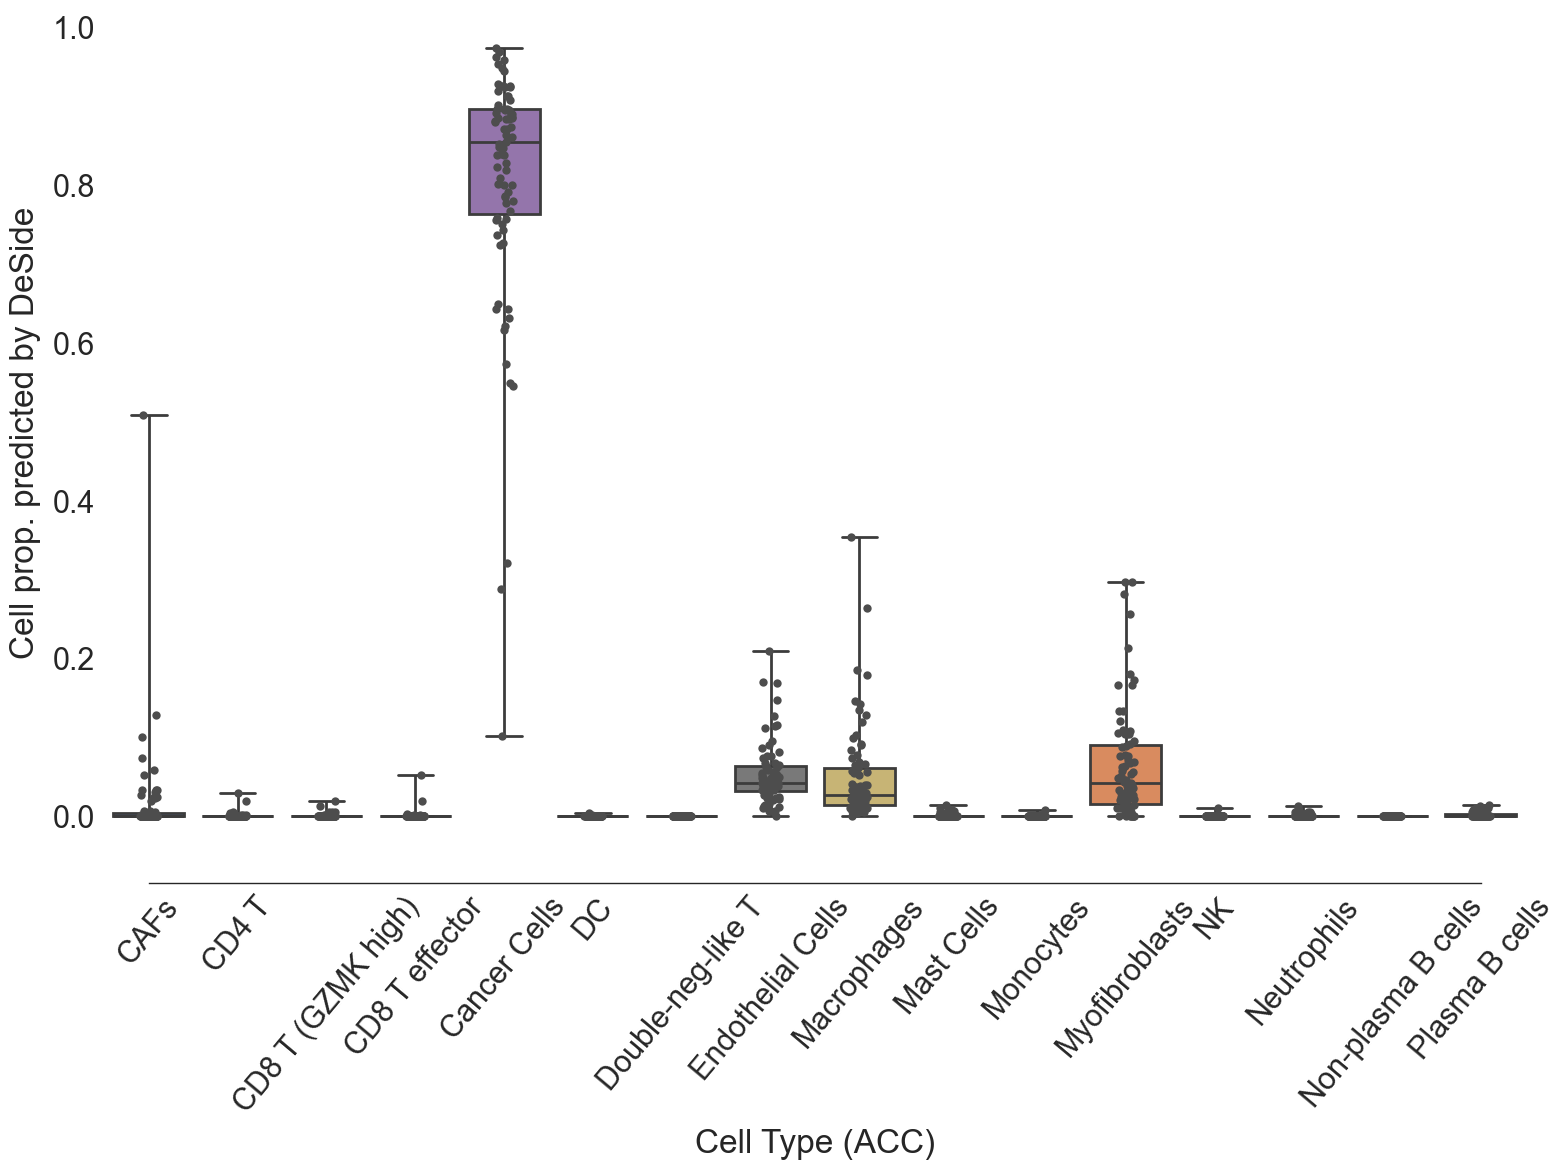 1.0
0.8
0.6
0.4
0.2
0.0
Cell prop. predicted by DeSide
CAFs
CD4 T
CD8 T (GZMK high)
CD8 T effector
Cancer Cells
DC
Double-neg-like T
Endothelial Cells
Macrophages
Mast Cells
Monocytes
Myofibroblasts
NK
Neutrophils
Non-plasma B cells
Plasma B cells
Cell Type (ACC)